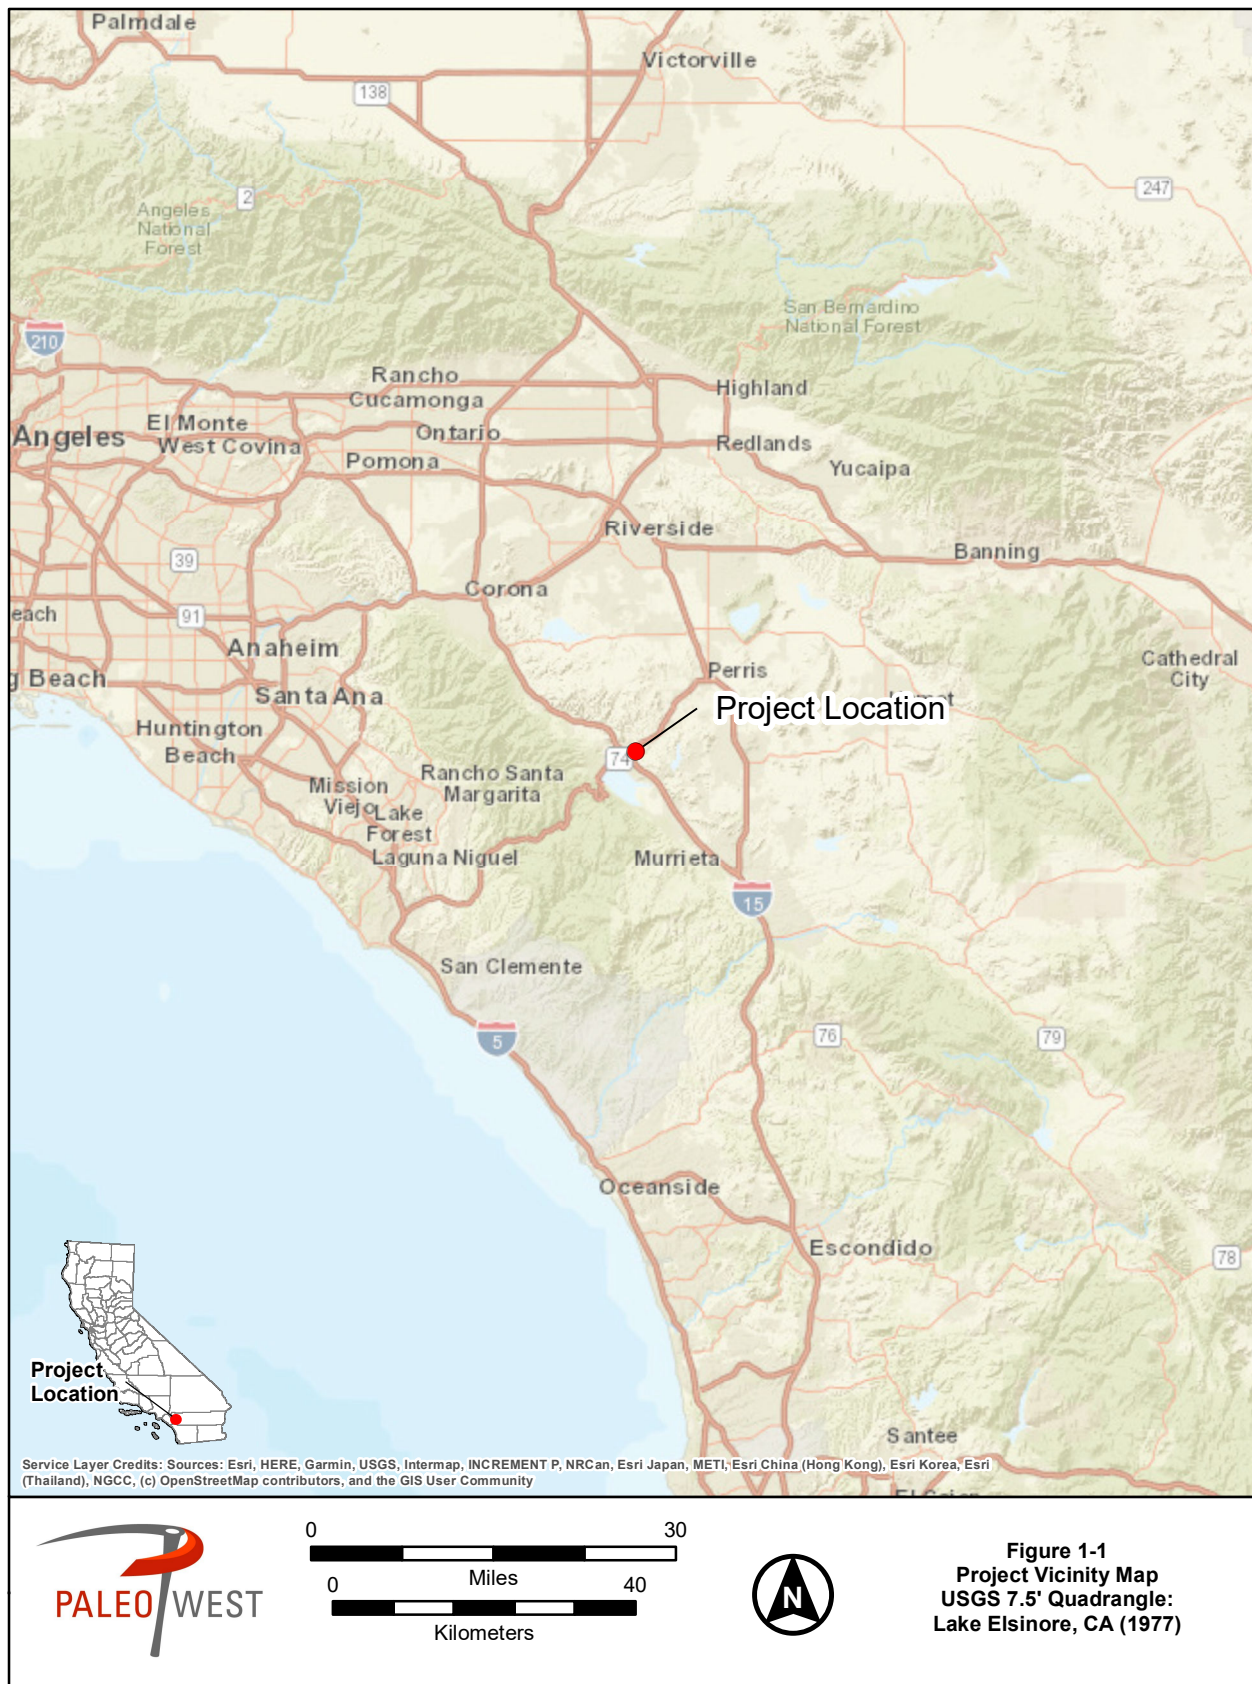 Palmdale
Victorville
138
2
247
Angeles
National
Forest
San Bernardino
National Forest
210
Rancho
Cucamonga
Highland
El Monte
Angeles
West Covina
Ontario
Redlands
Pomona
Yucaipa
Riverside
Banning
39
Corona
91
each
Anaheim
Cathedral
City
g Beach
Perris
Santa Ana
Project Location
Huntington
Beach
74
Rancho Santa
Margarita
Mission
Viejo
Lake
Forest
Laguna Niguel
Murrieta
15
San Clemente
5
76
79
Oceanside
Escondido
78
Project
Location
Santee
Service Layer Credits: Sources: Esri, HERE, Garmin, USGS, Intermap, INCREMENT P, NRCan, Esri Japan, METI, Esri China (Hong Kong), Esri Korea, Esri
(Thailand), NGCC, (c) OpenStreetMap contributors, and the GIS User Community
PALEO WEST
0 30
Miles
0 40
Kilometers
N
Figure 1-1
Project Vicinity Map
USGS 7.5' Quadrangle:
Lake Elsinore, CA (1977)